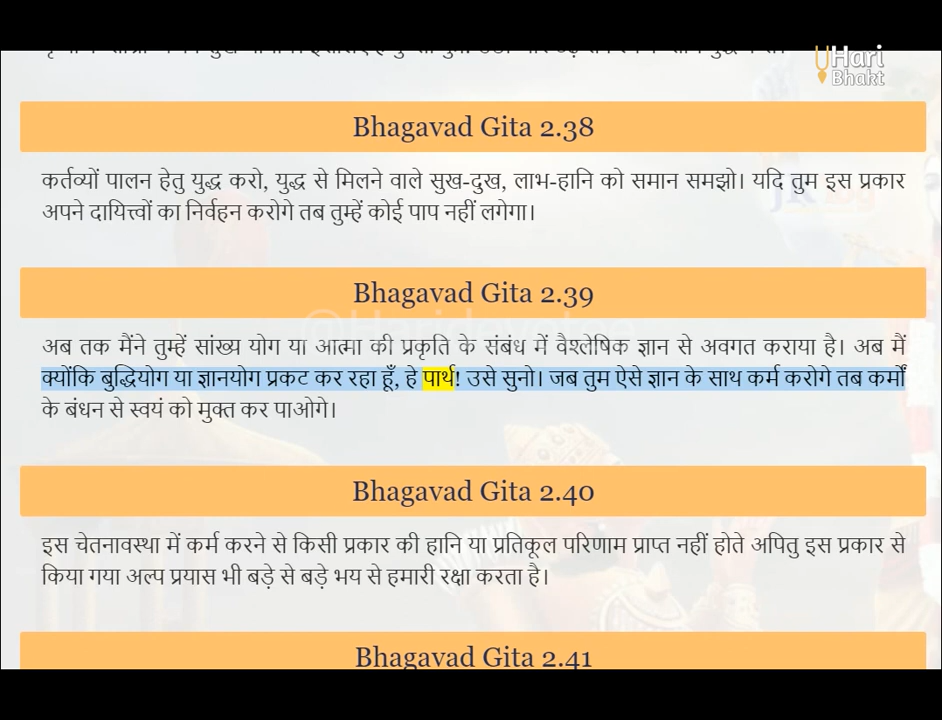 Hari
Bhakt
Bhagavad Gita 2.38
कर्तव्यों पालन हेतु युद्ध करो, युद्ध से मिलने वाले सुख-दुख, लाभ-हानि को समान समझो। यदि तुम इस प्रकार
अपने दायित्त्वों का निर्वहन करोगे तब तुम्हें कोई पाप नहीं लगेगा।
Bhagavad Gita 2.39
अब तक मैंने तुम्हें सांख्य योग या आत्मा की प्रकृति के संबंध में वैश्लेषिक ज्ञान से अवगत कराया है। अब मैं
क्योंकि बुद्धियोग या ज्ञानयोग प्रकट कर रहा हूँ, हे पार्थ! उसे सुनो। जब तुम ऐसे ज्ञान के साथ कर्म करोगे तब कर्मों
के बंधन से स्वयं को मुक्त कर पाओगे।
Bhagavad Gita 2.40
इस चेतनावस्था में कर्म करने से किसी प्रकार की हानि या प्रतिकूल परिणाम प्राप्त नहीं होते अपितु इस प्रकार से
किया गया अल्प प्रयास भी बड़े से बड़े भय से हमारी रक्षा करता है।
Bhagavad Gita 2.41